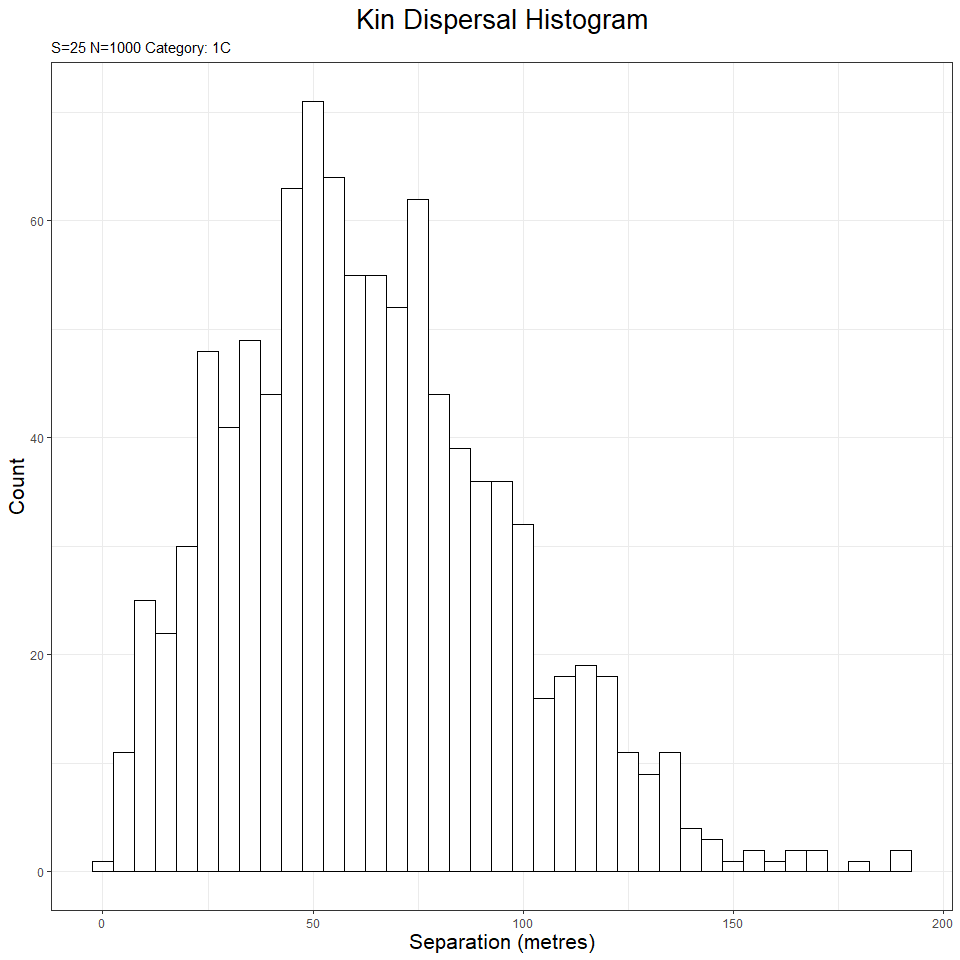 Kin Dispersal Histogram
S=25 N=1000 Category: 1C
Count
60
40
20
0
0 50 100 150 200
Separation (metres)